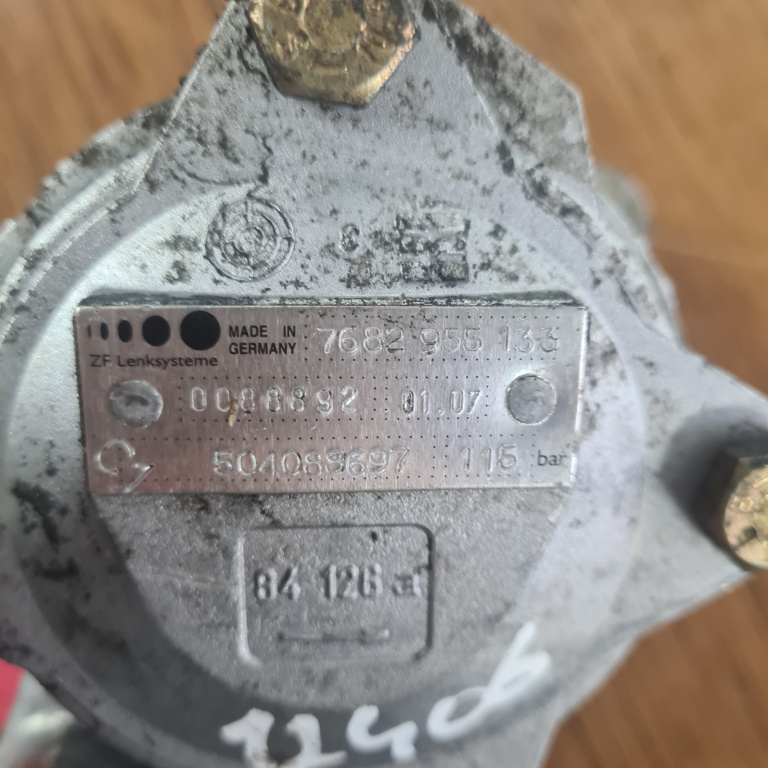 MADE IN
GERMANY
7682 955 133
ZF Lenksysteme
0088892 01.07
504088697 115 bar
84 126 a